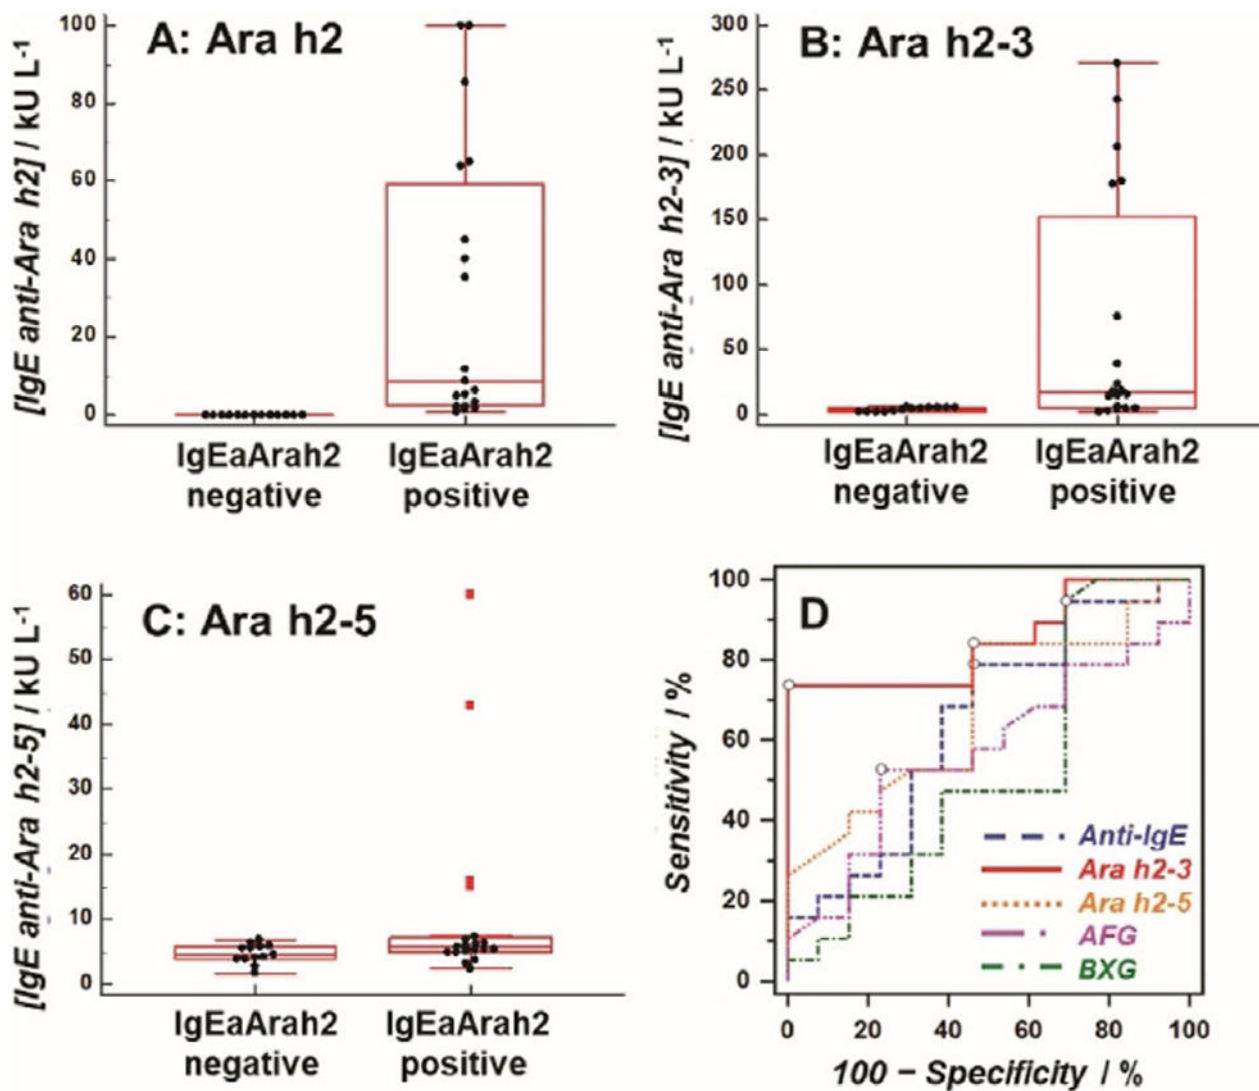 A: Ara h2
[IgE anti-Ara h2] / kU L-1
100
80
60
40
20
0
IgEaArah2
negative
IgEaArah2
positive
B: Ara h2-3
[IgE anti-Ara h2-3] / kU L-1
300
250
200
150
100
50
0
IgEaArah2
negative
IgEaArah2
positive
C: Ara h2-5
[IgE anti-Ara h2-5] / kU L-1
60
50
40
30
20
10
0
IgEaArah2
negative
IgEaArah2
positive
D
Sensitivity / %
100
80
60
40
20
0
Anti-IgE
Ara h2-3
Ara h2-5
AFG
BXG
0 20 40 60 80 100
100 – Specificity / %